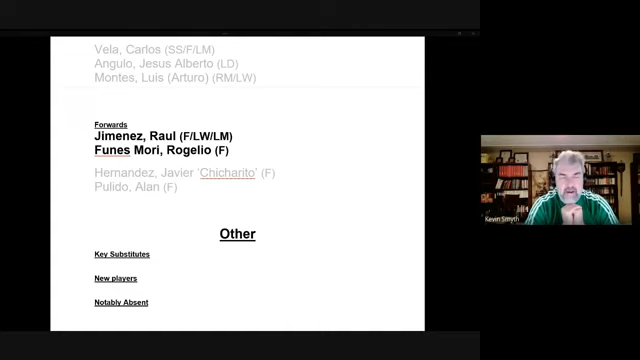 Vela, Carlos (SS/F/LM)
Angulo, Jesus Alberto (LD)
Montes, Luis (Arturo) (RM/LW)
Forwards
Jimenez, Raul (F/LW/LM)
Funes Mori, Rogelio (F)
Hernandez, Javier ‘Chicharito’ (F)
Pulido, Alan (F)
Other
Key Substitutes
New players
Notably Absent
Kevin Smyth